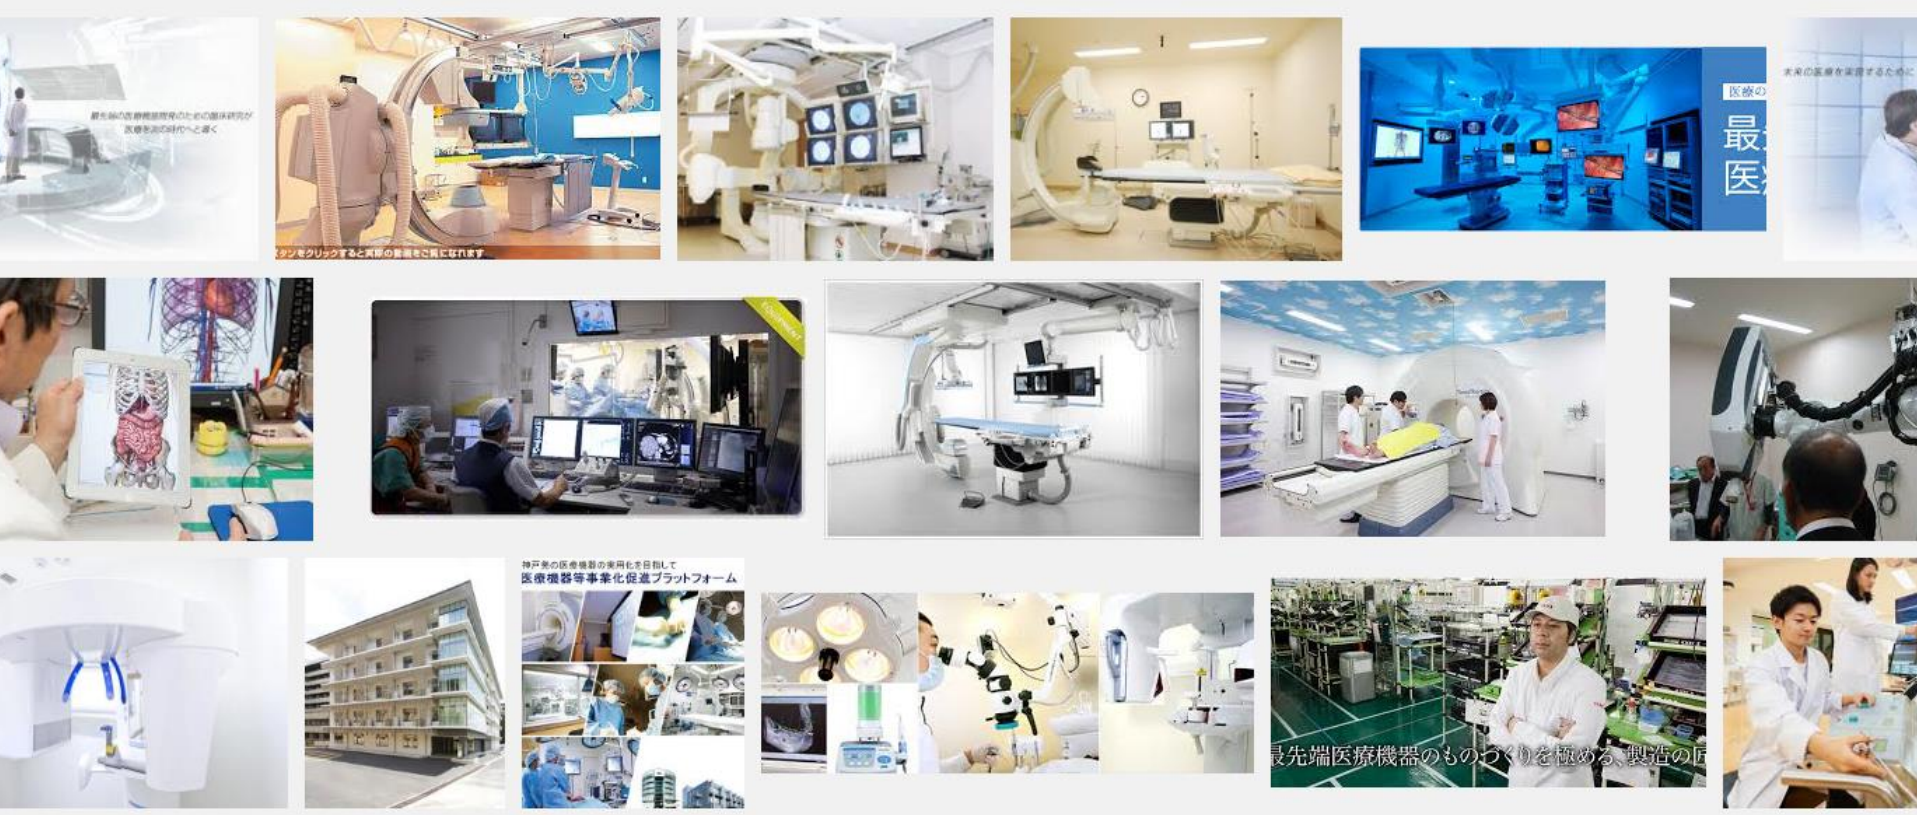 最先端の医療機器開発のための臨床研究が
医療を次の時代へと導く
タンをクリックすると実際の動画をご覧になれます
医療の
最
医
未来の医療を実現するために
EQUIPMENT
神戸発の医療機器の実用化を目指して
医療機器等事業化促進プラットフォーム
最先端医療機器のものづくりを極める、製造の匠